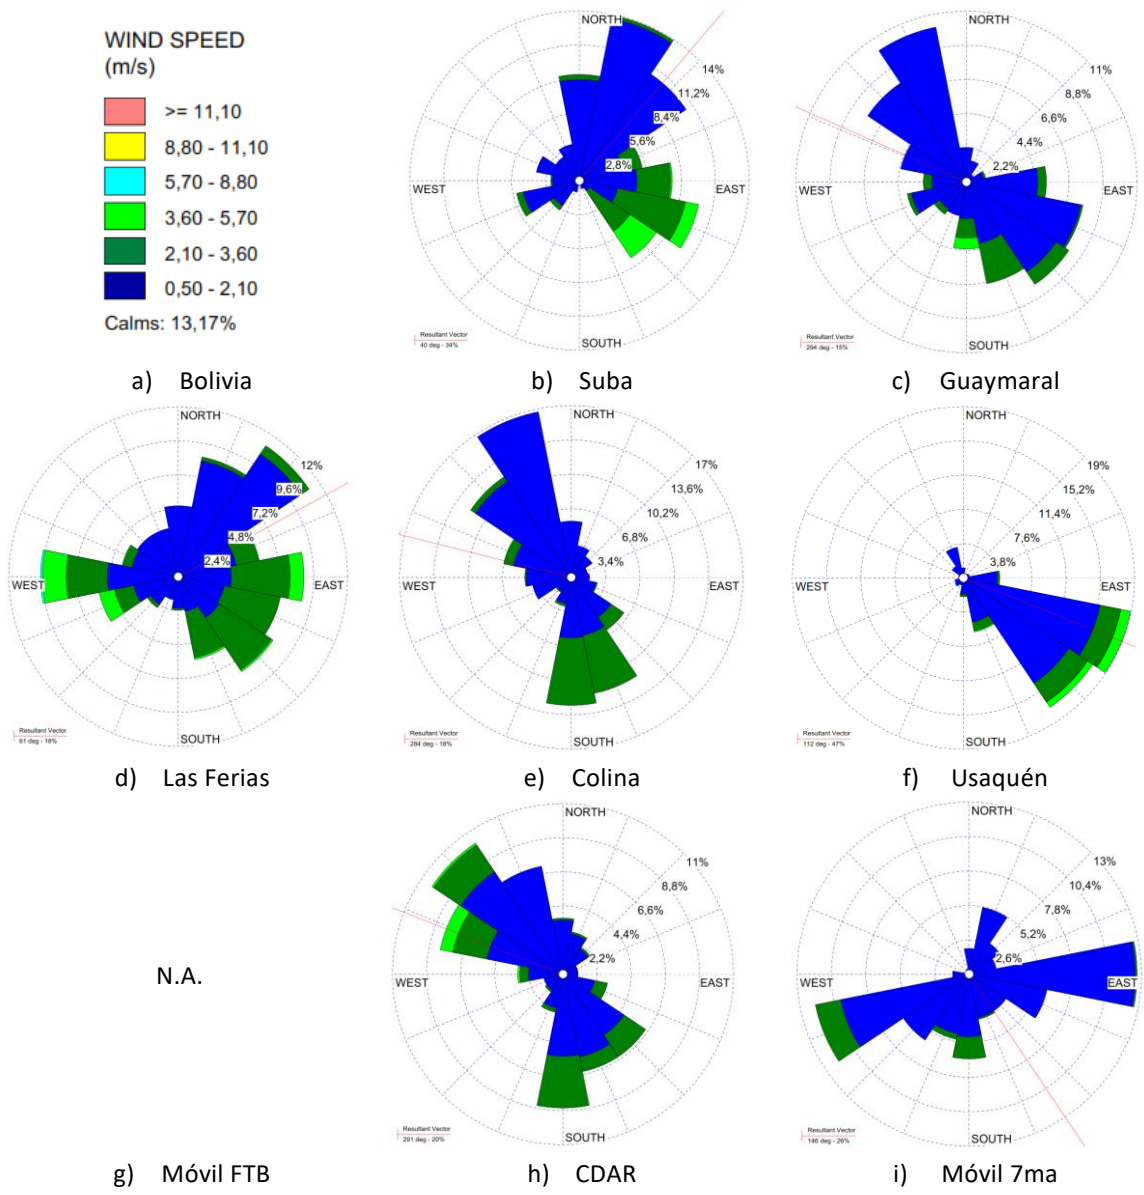 WIND SPEED
(m/s)
>= 11,10
8,80 - 11,10
5,70 - 8,80
3,60 - 5,70
2,10 - 3,60
0,50 - 2,10
Calms: 13,17%
a) Bolivia
NORTH
14%
11,2%
8,4%
5,6%
2,8%
WEST
EAST
SOUTH
Resultant Vector
40 deg - 34%
b) Suba
NORTH
11%
8,8%
6,6%
4,4%
2,2%
WEST
EAST
SOUTH
Resultant Vector
294 deg - 15%
c) Guaymaral
NORTH
12%
9,6%
7,2%
4,8%
2,4%
WEST
EAST
SOUTH
Resultant Vector
61 deg - 16%
d) Las Ferias
NORTH
17%
13,6%
10,2%
6,8%
3,4%
WEST
EAST
SOUTH
Resultant Vector
284 deg - 18%
e) Colina
NORTH
19%
15,2%
11,4%
7,6%
3,8%
WEST
EAST
SOUTH
Resultant Vector
112 deg - 47%
f) Usaquén
N.A.
g) Móvil FTB
NORTH
11%
8,8%
6,6%
4,4%
2,2%
WEST
EAST
SOUTH
Resultant Vector
291 deg - 20%
h) CDAR
NORTH
13%
10,4%
7,8%
5,2%
2,6%
WEST
EAST
SOUTH
Resultant Vector
146 deg - 26%
i) Móvil 7ma